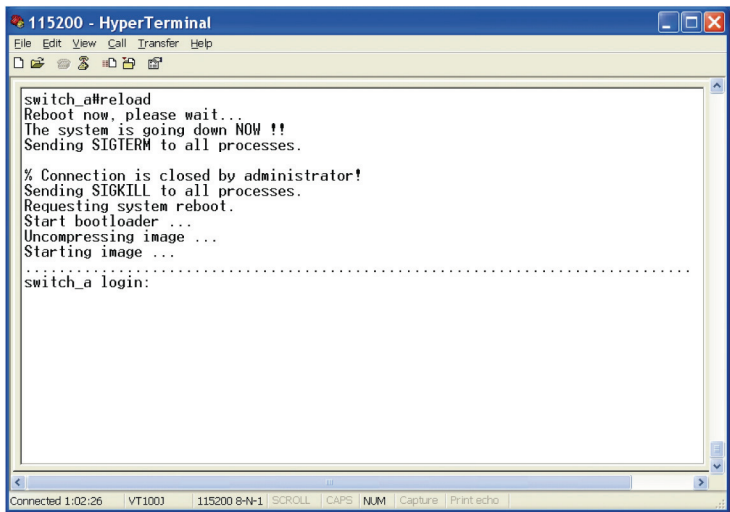 115200 - HyperTerminal
File Edit View Call Transfer Help
switch_a#reload
Reboot now, please wait...
The system is going down NOW !!
Sending SIGTERM to all processes.
% Connection is closed by administrator!
Sending SIGKILL to all processes.
Requesting system reboot.
Start bootloader ...
Uncompressing image ...
Starting image ...
................................................................................
switch_a login:
Connected 1:02:26 VT100J 115200 8-N-1 SCROLL CAPS NUM Capture Print echo